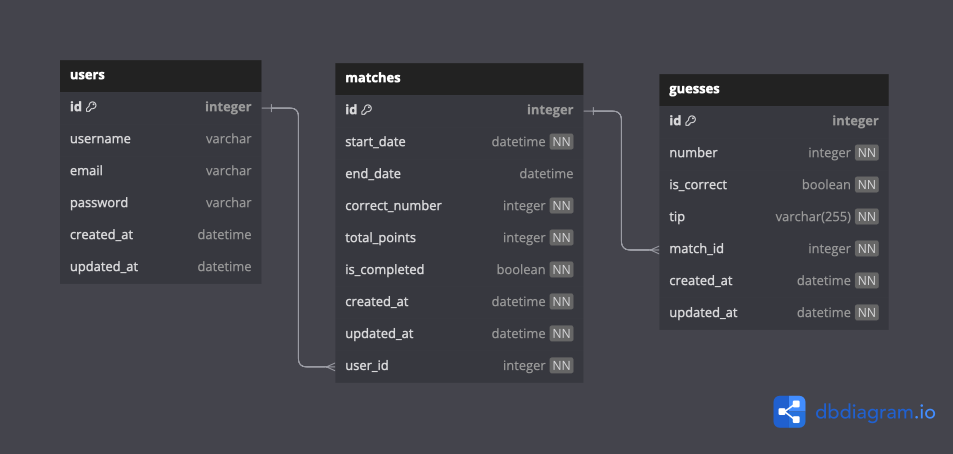 users
id integer
username varchar
email varchar
password varchar
created_at datetime
updated_at datetime
matches
id integer
start_date datetime NN
end_date datetime
correct_number integer NN
total_points integer NN
is_completed boolean NN
created_at datetime NN
updated_at datetime NN
user_id integer NN
guesses
id integer
number integer NN
is_correct boolean NN
tip varchar(255) NN
match_id integer NN
created_at datetime NN
updated_at datetime NN
dbdiagram.io